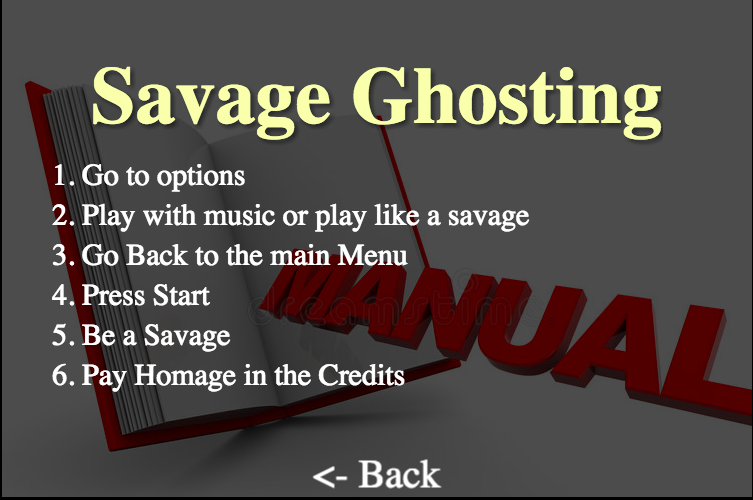 Savage Ghosting
1. Go to options
2. Play with music or play like a savage
3. Go Back to the main Menu
4. Press Start
5. Be a Savage
6. Pay Homage in the Credits
MANUAL
dreamstime
<- Back